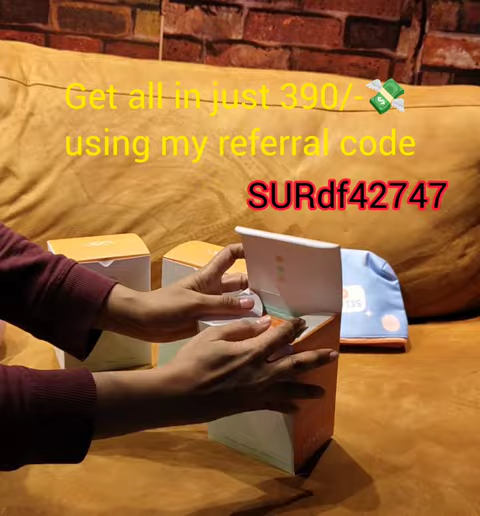 Get all in just 390/-💸
using my referral code
SURdf42747